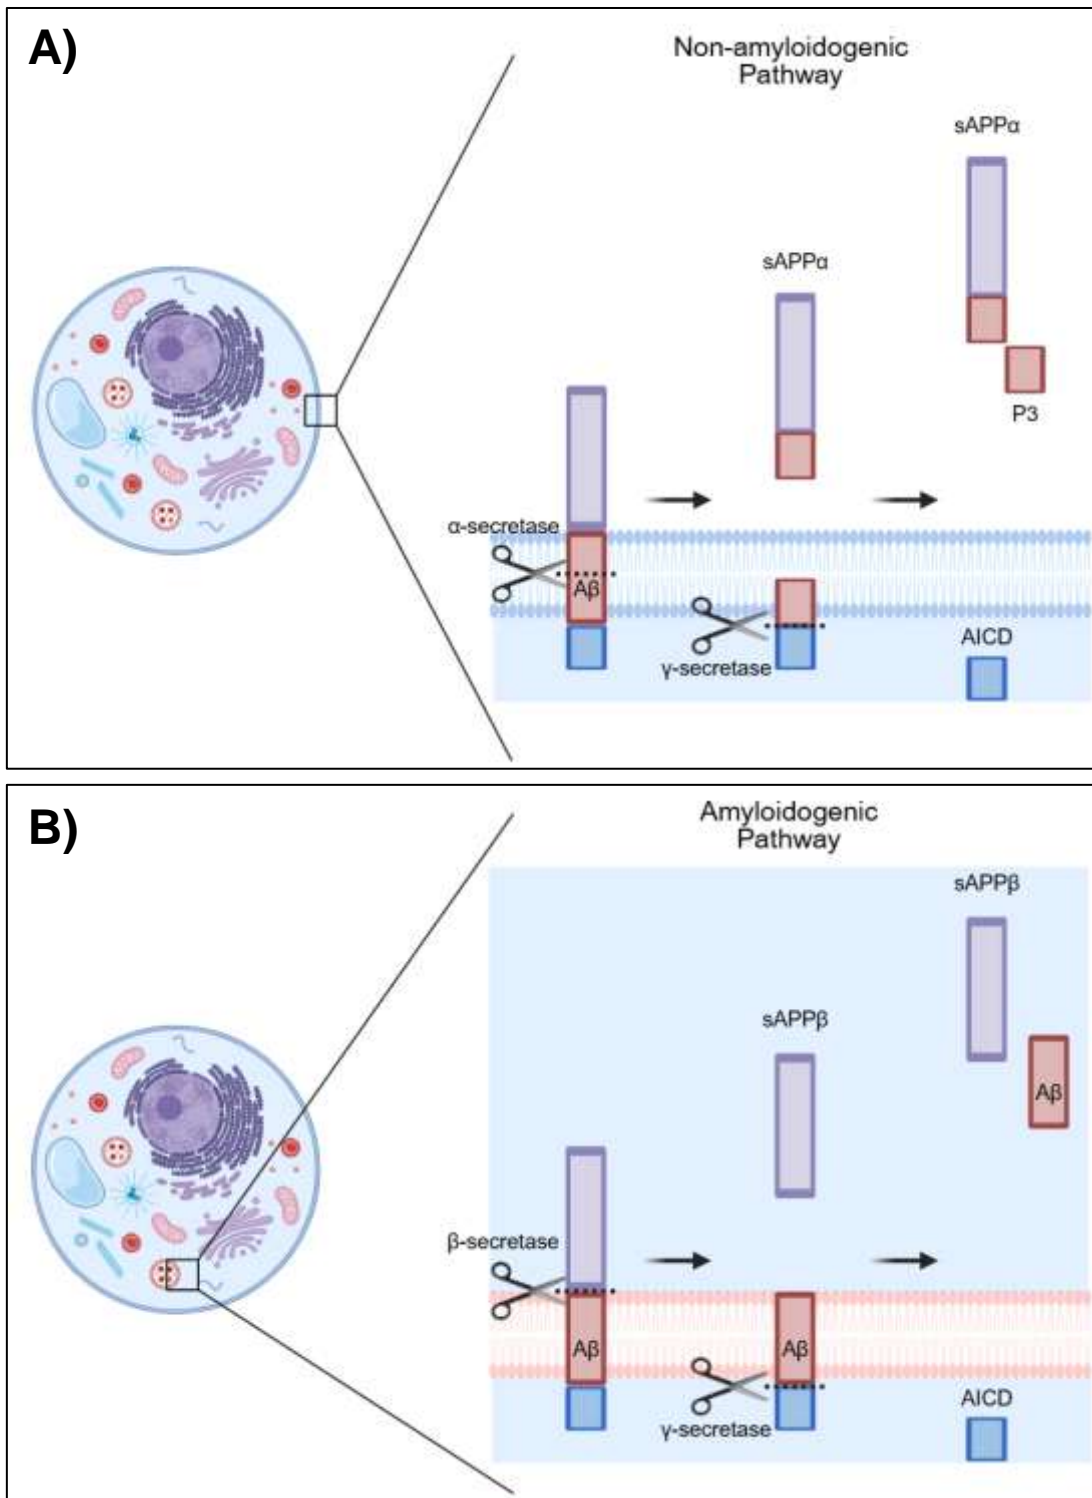 A)
Non-amyloidogenic
Pathway
sAPPα
sAPPα
P3
α-secretase
Aβ
AICD
γ-secretase
B)
Amyloidogenic
Pathway
sAPPβ
sAPPβ
Aβ
β-secretase
Aβ
Aβ
AICD
γ-secretase